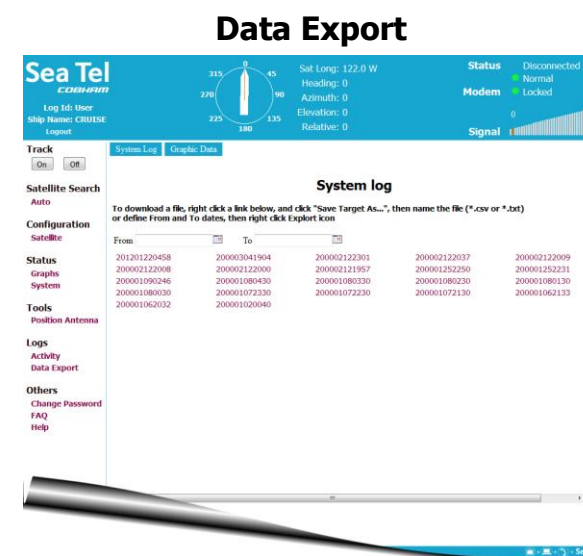 Data Export
Sea Tel
COBHAM
Log Id: User
Ship Name: CRUISE
Logout
0
45
90
135
180
225
270
315
Sat Long: 122.0 W
Heading: 0
Azimuth: 0
Elevation: 0
Relative: 0
Status Disconnected
Normal
Modem Locked
0
Signal
Track
On Off
Satellite Search
Auto
Configuration
Satellite
Status
Graphs
System
Tools
Position Antenna
Logs
Activity
Data Export
Others
Change Password
FAQ
Help
System Log Graphic Data
System log
To download a file, right click a link below, and click "Save Target As...", then name the file (*.csv or *.txt)
or define From and To dates, then right click Explort icon
From To
201201220458 200003041904 200002122301 200002122037 200002122009
200002122008 200002122000 200002121957 200001252250 200001252231
200001090246 200001080430 200001080330 200001080230 200001080130
200001080030 200001072330 200001072230 200001072130 200001062133
200001062032 200001020040